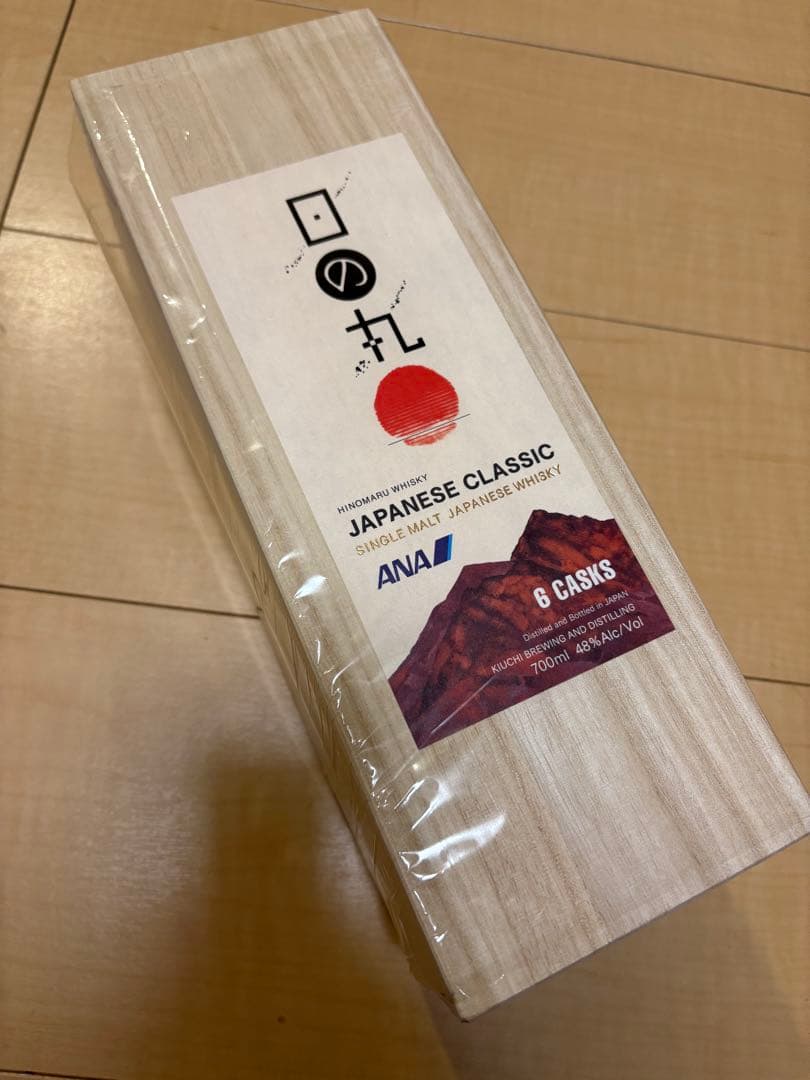 日の丸
HINOMARU WHISKY
JAPANESE CLASSIC
SINGLE MALT JAPANESE WHISKY
ANA
6 CASKS
Distilled and Bottled in JAPAN
KIUCHI BREWING AND DISTILLING
700ml 48%Alc/Vol